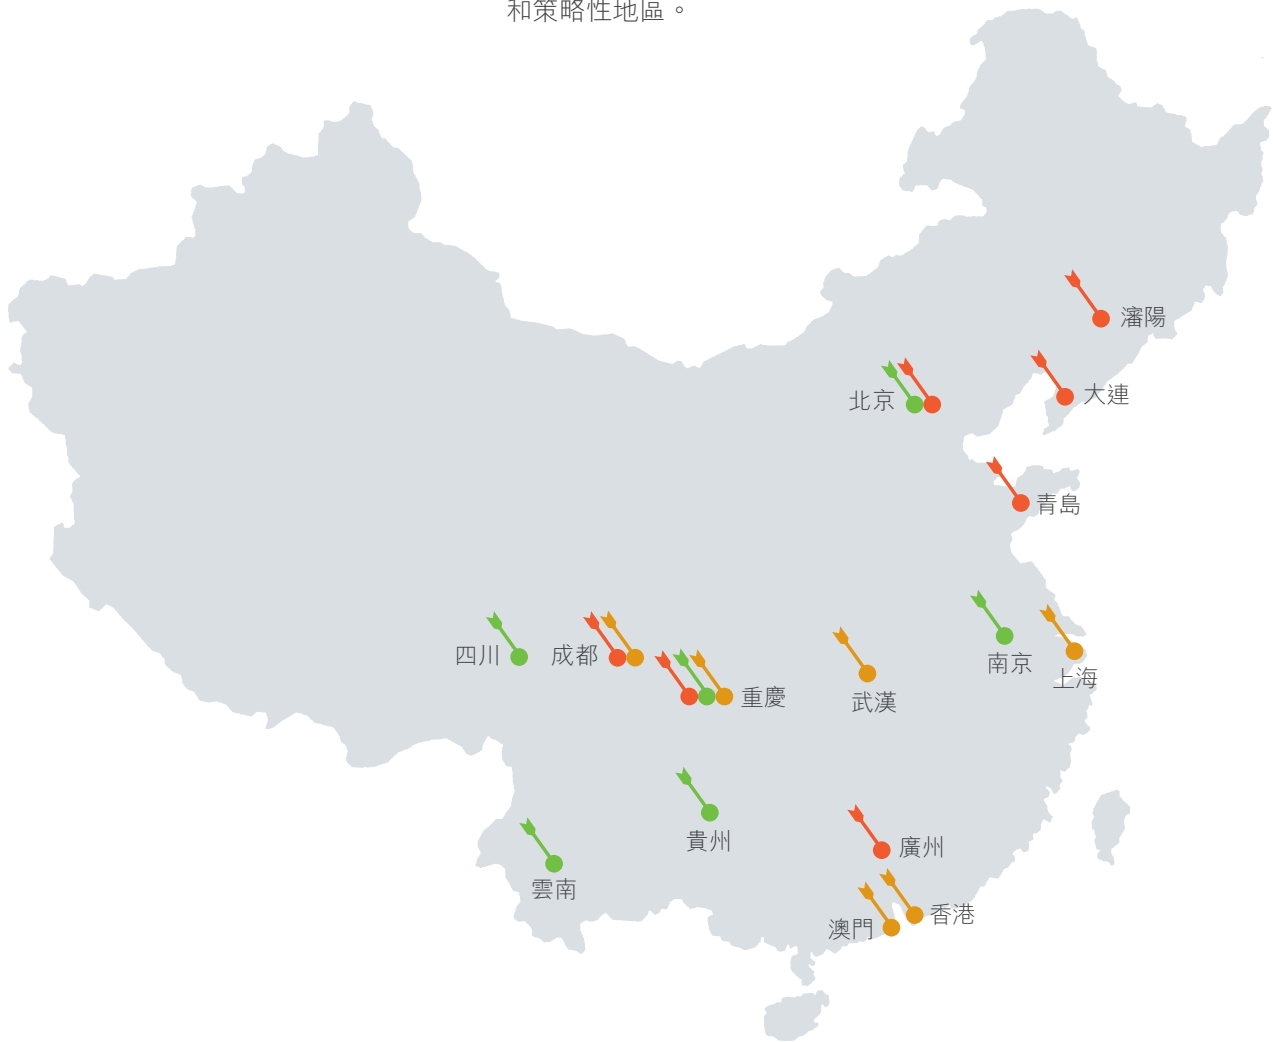 和策略性地區。
瀋陽
大連
北京
青島
四川
成都
重慶
武漢
南京
上海
貴州
廣州
雲南
香港
澳門